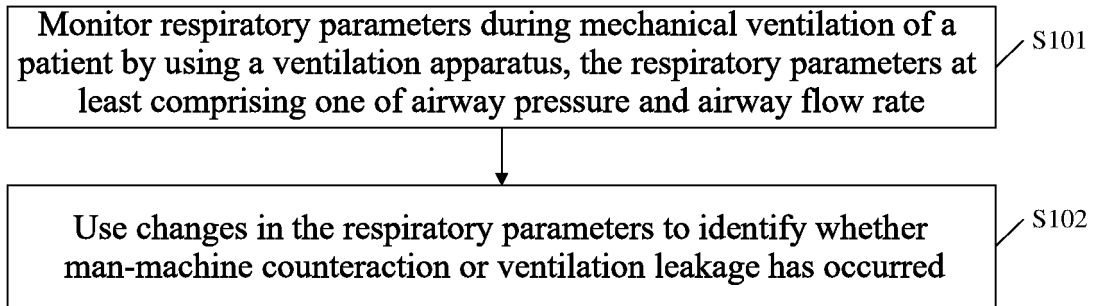 Monitor respiratory parameters during mechanical ventilation of a
patient by using a ventilation apparatus, the respiratory parameters at
least comprising one of airway pressure and airway flow rate
S101
Use changes in the respiratory parameters to identify whether
man-machine counteraction or ventilation leakage has occurred
S102